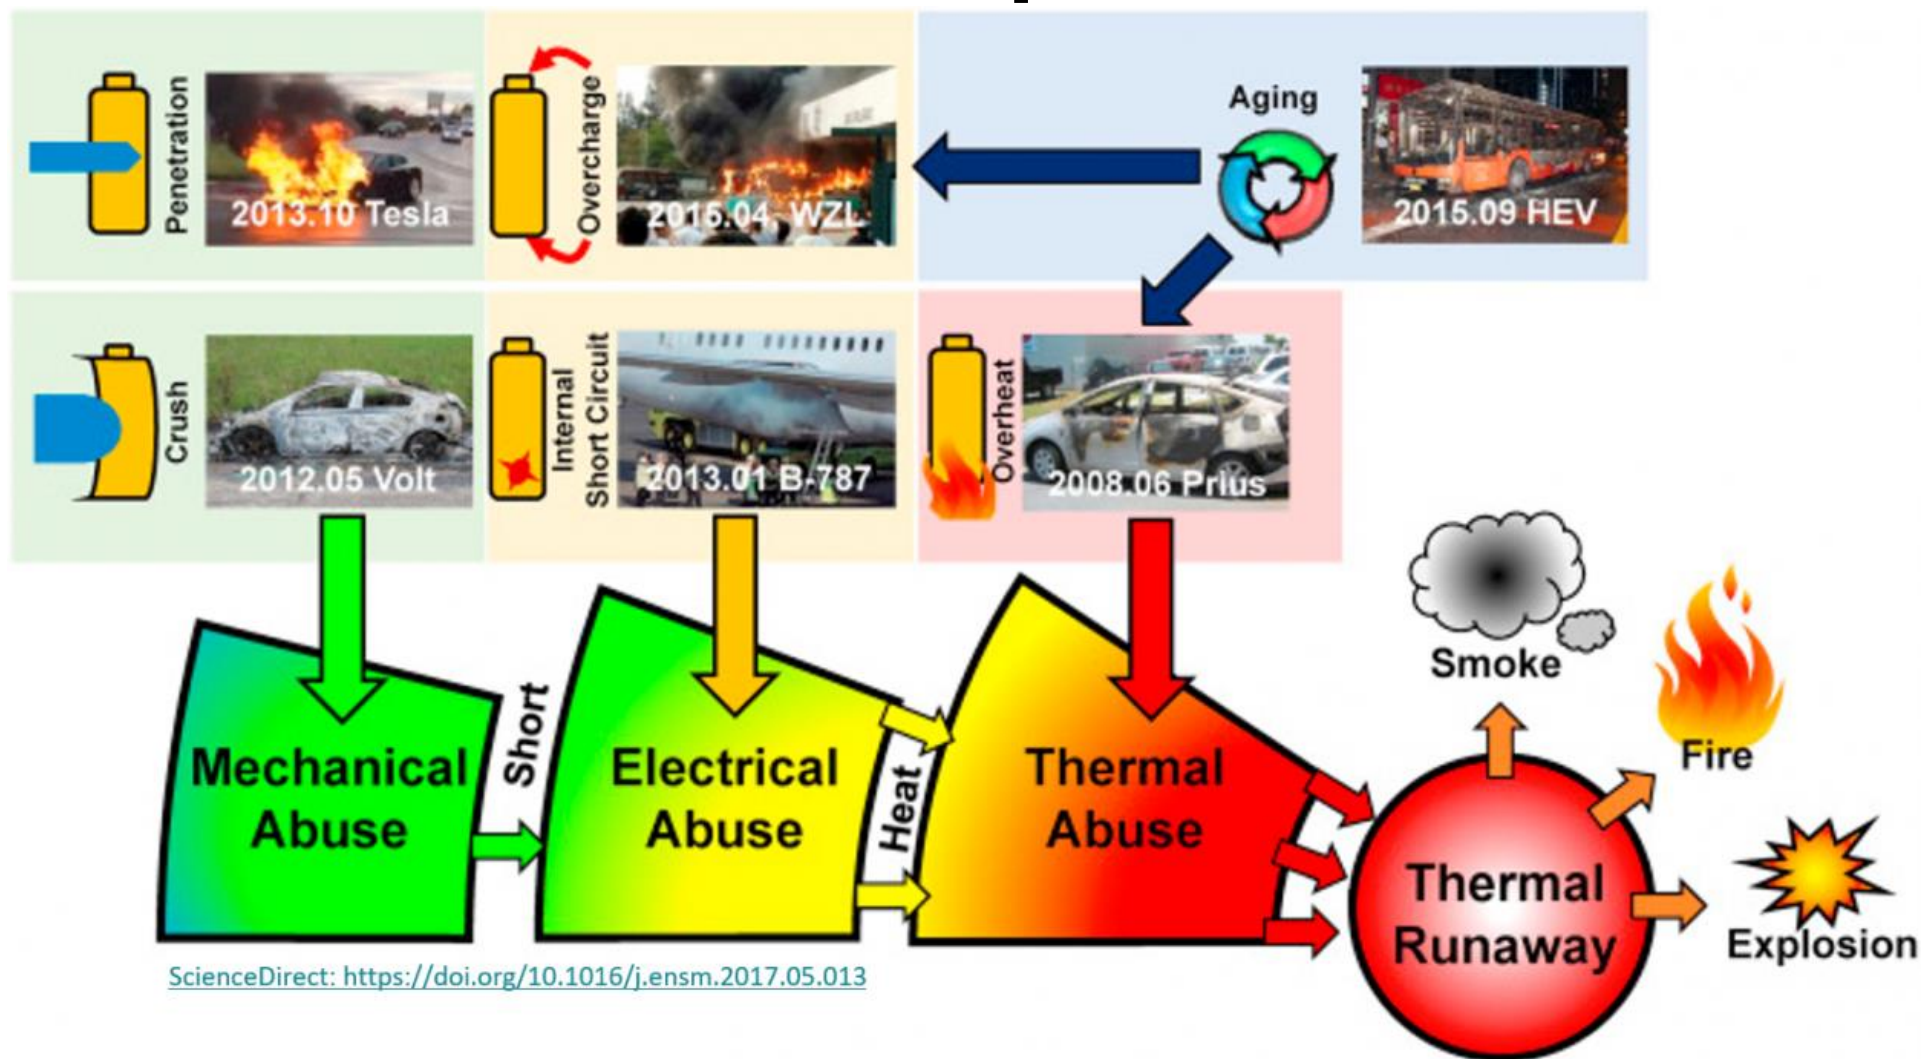 Penetration
2013.10 Tesla
Overcharge
2015.04 WZL
Aging
2015.09 HEV
Crush
2012.05 Volt
Internal
Short Circuit
2013.01 B-787
Overheat
2008.06 Prius
Mechanical
Abuse
Short
Electrical
Abuse
Heat
Thermal
Abuse
Thermal
Runaway
Smoke
Fire
Explosion
ScienceDirect: https://doi.org/10.1016/j.ensm.2017.05.013